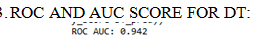 3.ROC AND AUC SCORE FOR DT:
ROC AUC: 0.942